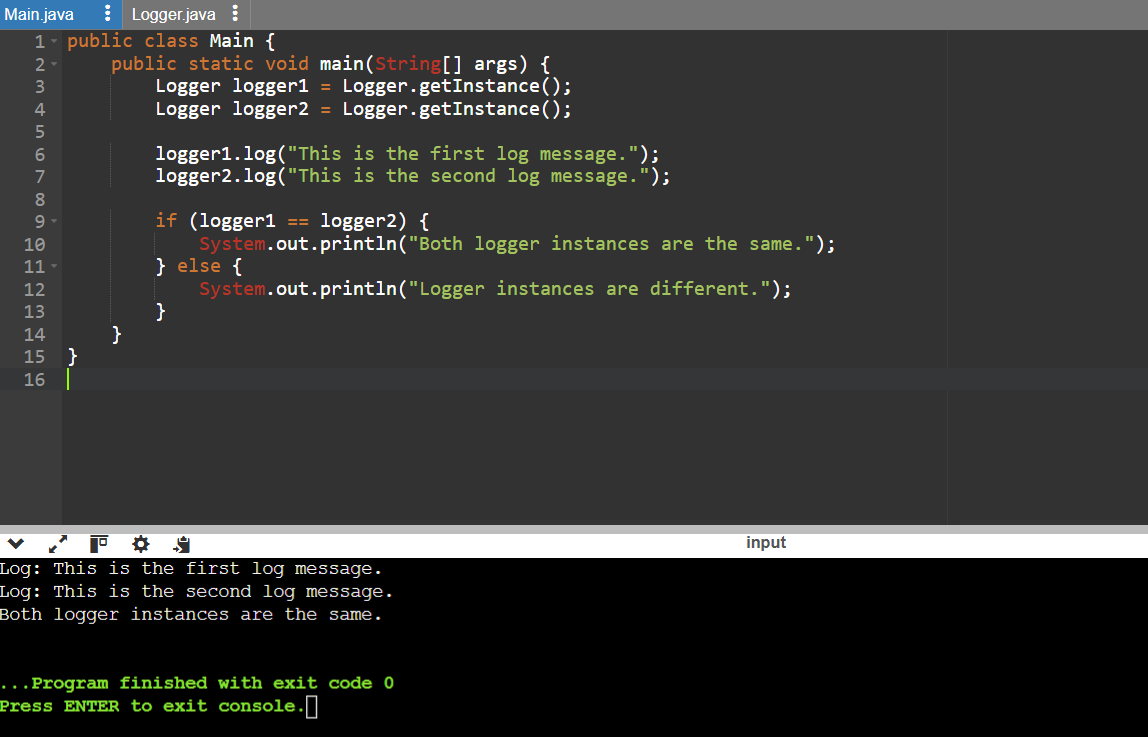 Main.java Logger.java
1 public class Main {
2 public static void main(String[] args) {
3 Logger logger1 = Logger.getInstance();
4 Logger logger2 = Logger.getInstance();
5
6 logger1.log("This is the first log message.");
7 logger2.log("This is the second log message.");
8
9 if (logger1 == logger2) {
10 System.out.println("Both logger instances are the same.");
11 } else {
12 System.out.println("Logger instances are different.");
13 }
14 }
15 }
16
input
Log: This is the first log message.
Log: This is the second log message.
Both logger instances are the same.
...Program finished with exit code 0
Press ENTER to exit console.